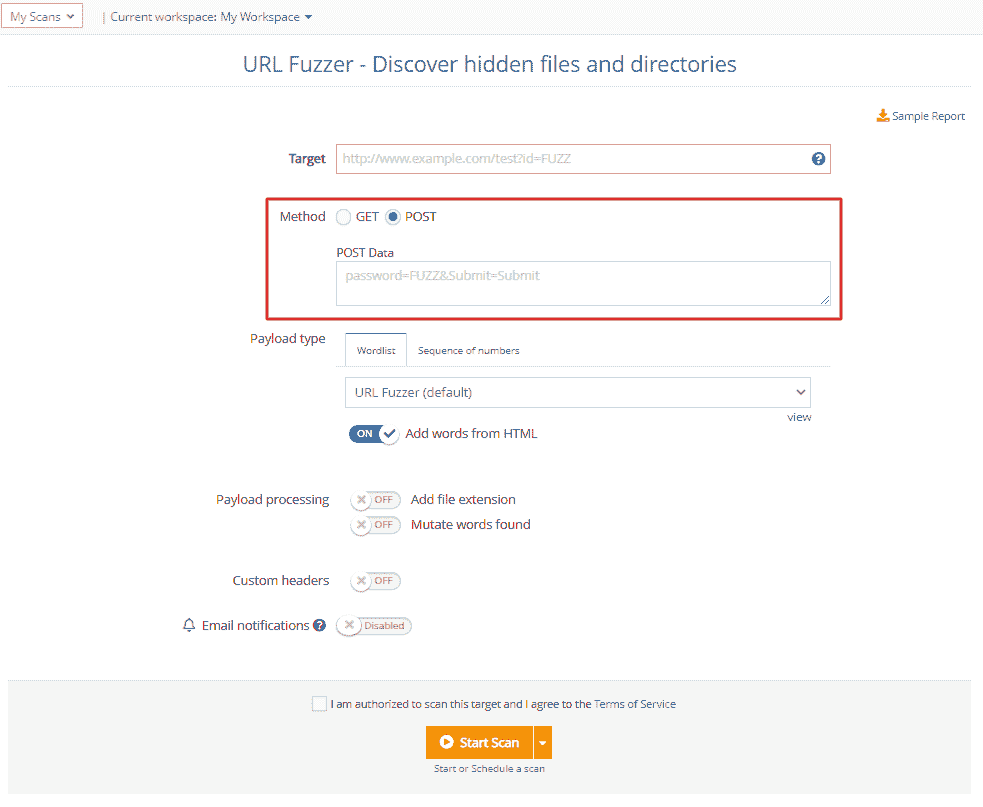 My Scans | Current workspace: My Workspace
URL Fuzzer - Discover hidden files and directories
Sample Report
Target http://www.example.com/test?id=FUZZ ?
Method GET POST
POST Data
password=FUZZ&Submit=Submit
Payload type
Wordlist Sequence of numbers
URL Fuzzer (default)
view
ON Add words from HTML
Payload processing OFF Add file extension
OFF Mutate words found
Custom headers OFF
Email notifications ? Disabled
I am authorized to scan this target and I agree to the Terms of Service
Start Scan
Start or Schedule a scan